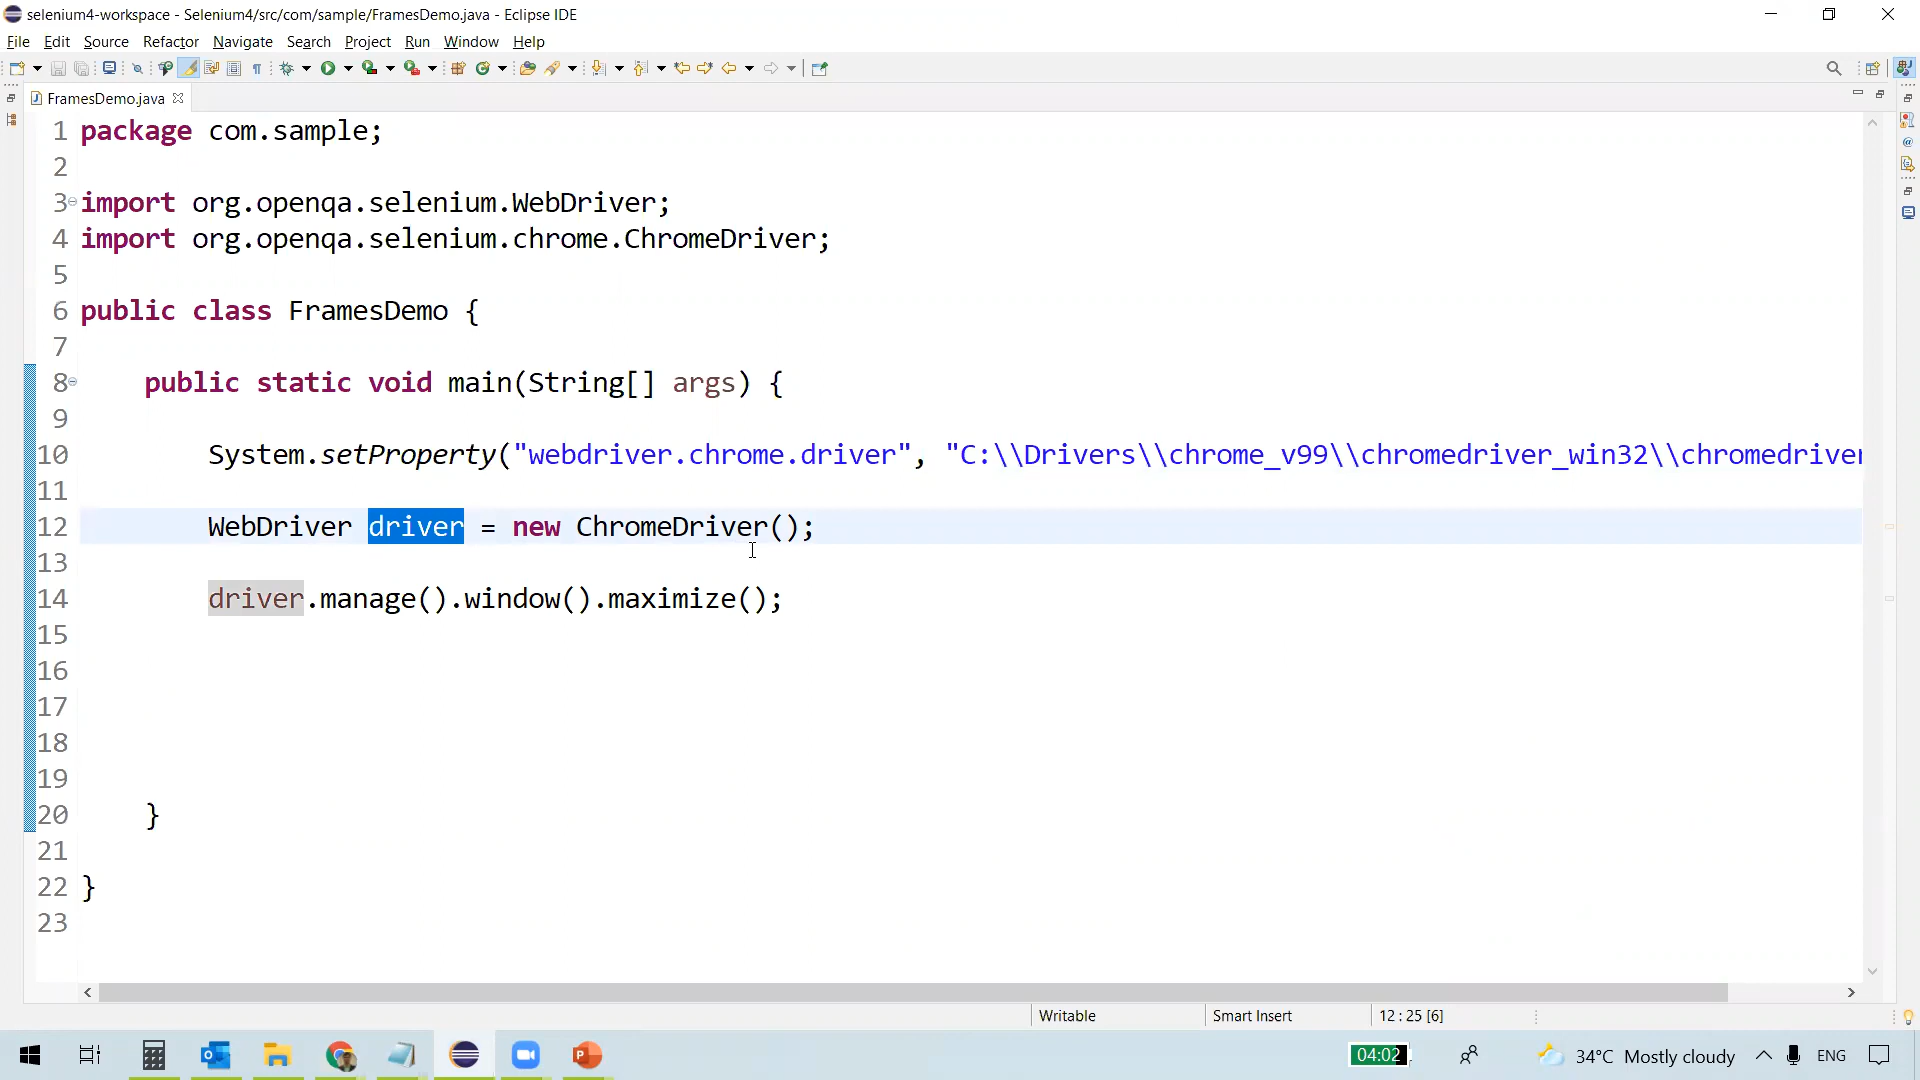 selenium4-workspace - Selenium4/src/com/sample/FramesDemo.java - Eclipse IDE
File Edit Source Refactor Navigate Search Project Run Window Help
FramesDemo.java
1 package com.sample;
2
3 import org.openqa.selenium.WebDriver;
4 import org.openqa.selenium.chrome.ChromeDriver;
5
6 public class FramesDemo {
7
8 public static void main(String[] args) {
9
10 System.setProperty("webdriver.chrome.driver", "C:\\Drivers\\chrome_v99\\chromedriver_win32\\chromedriver
11
12 WebDriver driver = new ChromeDriver();
13
14 driver.manage().window().maximize();
15
16
17
18
19
20 }
21
22 }
23
Writable Smart Insert 12 : 25 [6]
04:02 34°C Mostly cloudy ENG